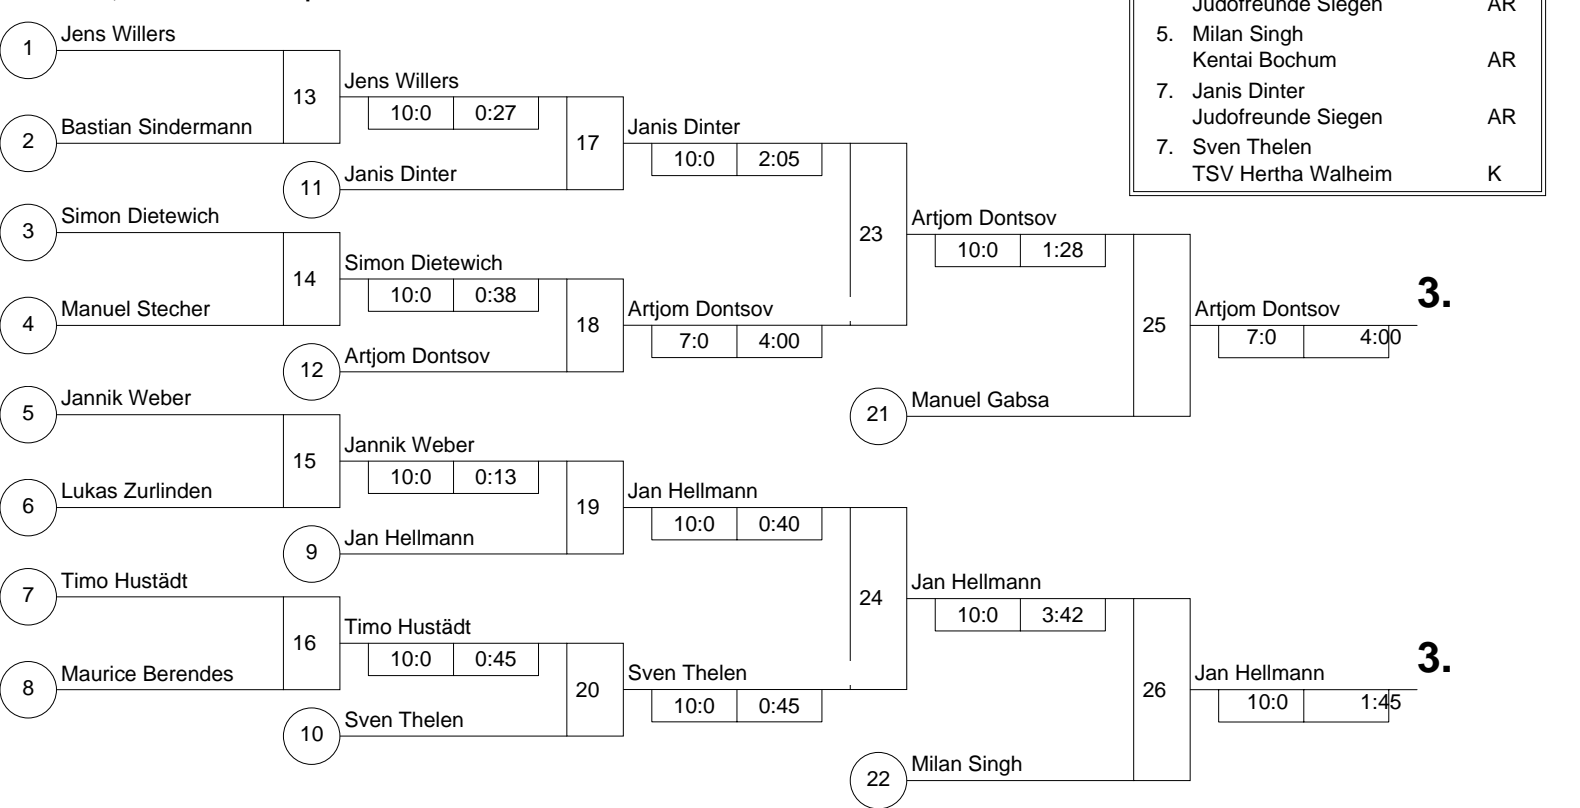 Judofreunde Siegen AR
5. Milan Singh
Kentai Bochum AR
7. Janis Dinter
Judofreunde Siegen AR
7. Sven Thelen
TSV Hertha Walheim K
1 Jens Willers
13 Jens Willers
10:0 0:27
2 Bastian Sindermann
17 Janis Dinter
10:0 2:05
11 Janis Dinter
3 Simon Dietewich
23 Artjom Dontsov
10:0 1:28
14 Simon Dietewich
10:0 0:38
4 Manuel Stecher
18 Artjom Dontsov
7:0 4:00
12 Artjom Dontsov
25 Artjom Dontsov 3.
7:0 4:00
5 Jannik Weber
21 Manuel Gabsa
15 Jannik Weber
10:0 0:13
6 Lukas Zurlinden
19 Jan Hellmann
10:0 0:40
9 Jan Hellmann
7 Timo Hustädt
24 Jan Hellmann
10:0 3:42
16 Timo Hustädt
10:0 0:45
8 Maurice Berendes
20 Sven Thelen
10:0 0:45
10 Sven Thelen
26 Jan Hellmann 3.
10:0 1:45
22 Milan Singh